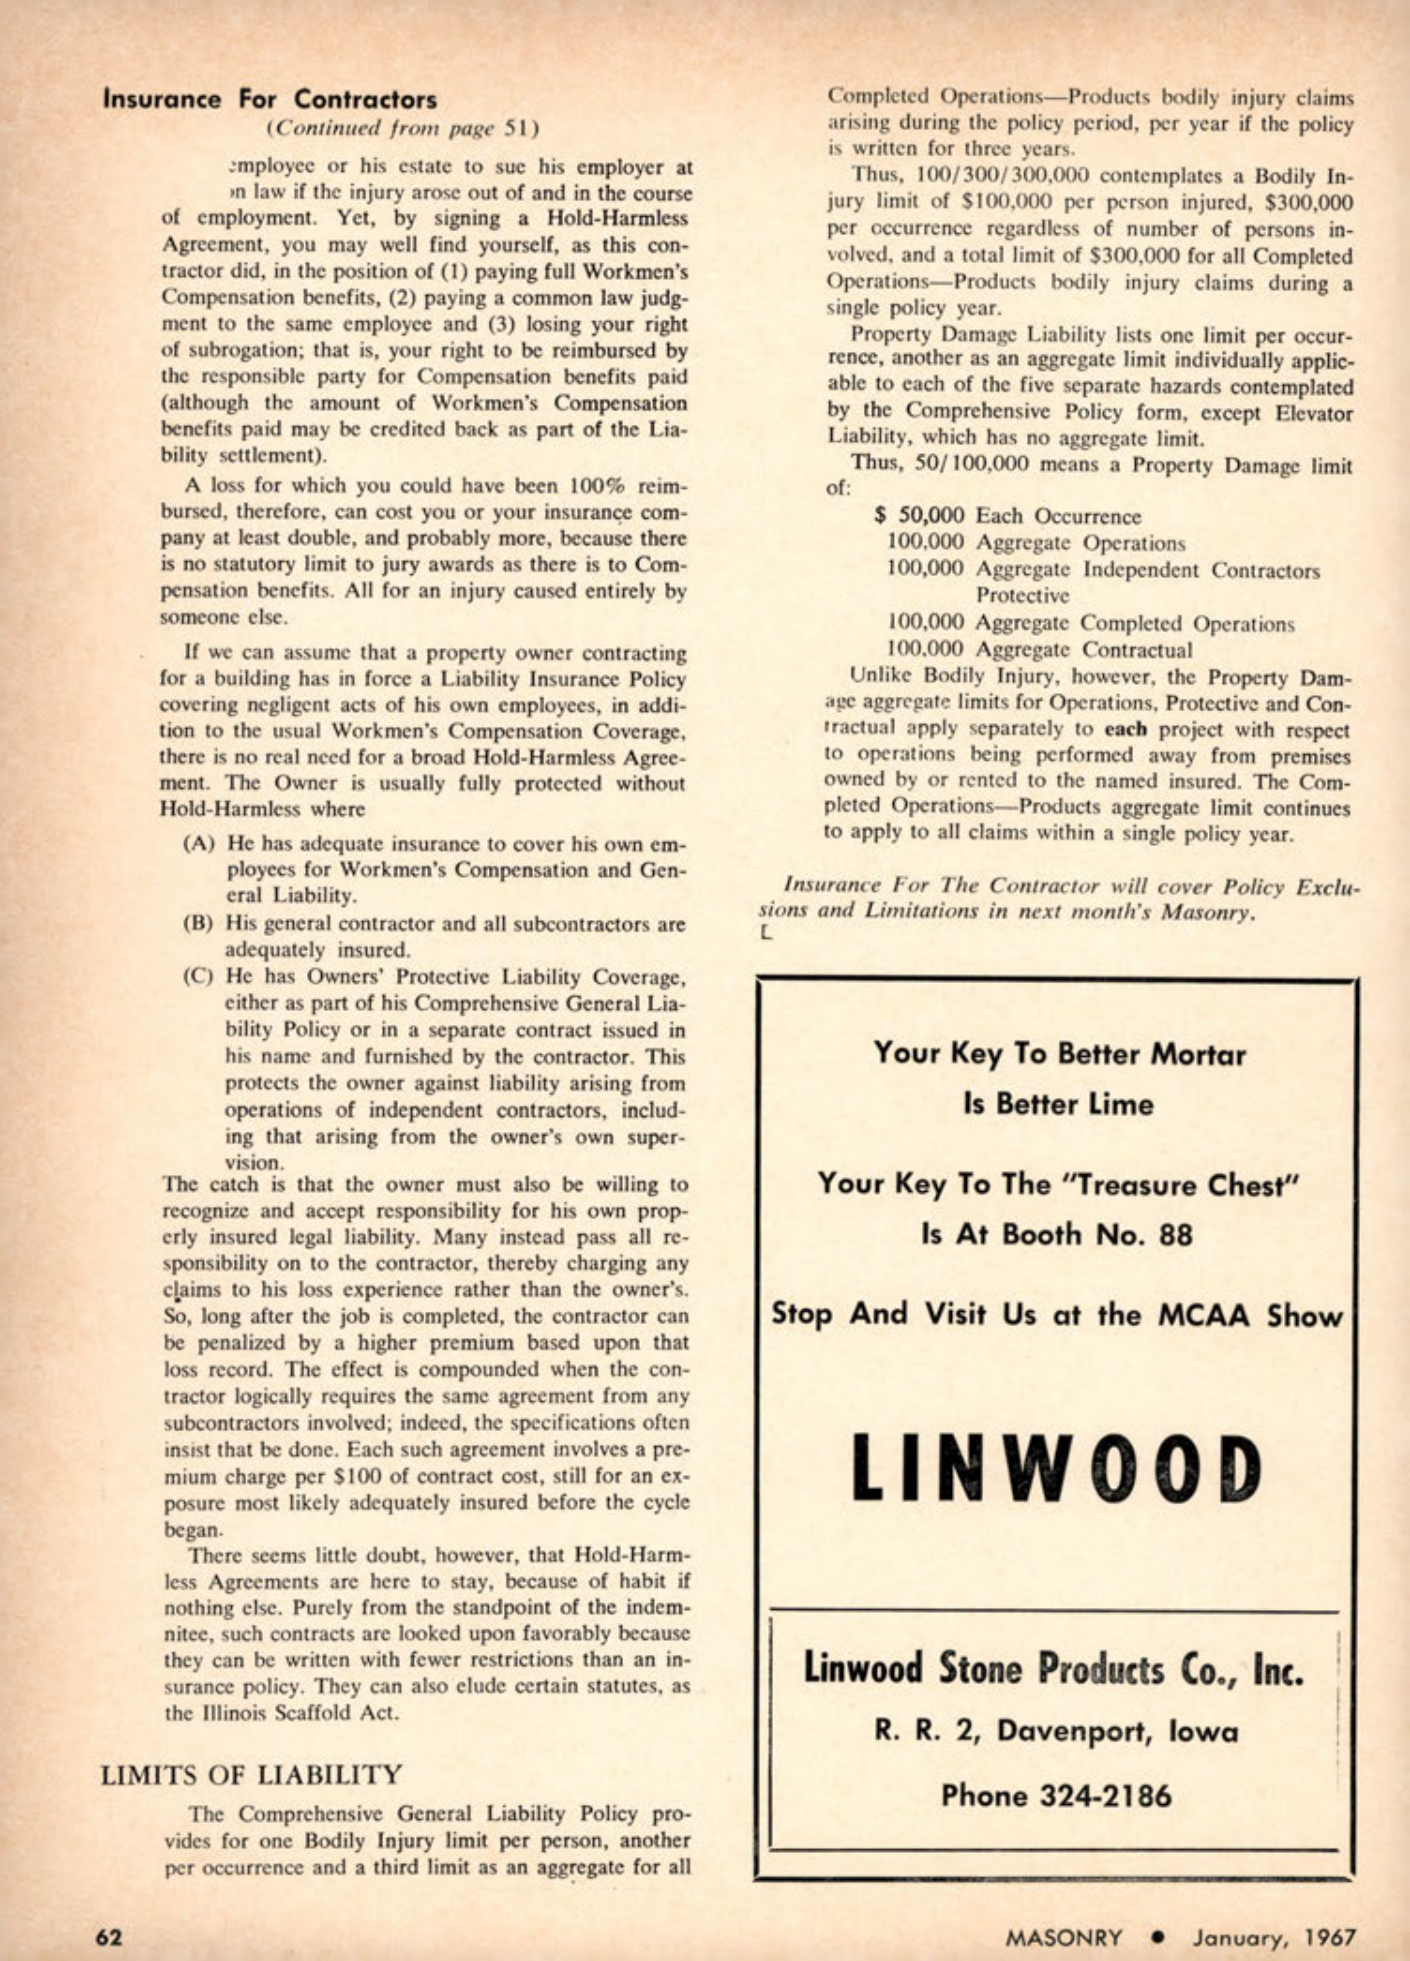 Insurance For Contractors
(Continued from page 51)
employee or his estate to sue his employer at
law if the injury arose out of and in the course
of employment. Yet, by signing a Hold-Harmless
Agreement, you may well find yourself, as this con-
tractor did, in the position of (1) paying full Workmen's
Compensation benefits, (2) paying a common law judg-
ment to the same employee and (3) losing your right
of subrogation; that is, your right to be reimbursed by
the responsible party for Compensation benefits paid
(although the amount of Workmen's Compensation
benefits paid may be credited back as part of the Lia-
bility settlement).
A loss for which you could have been 100% reim-
bursed, therefore, can cost you or your insurance com-
pany at least double, and probably more, because there
is no statutory limit to jury awards as there is to Com-
pensation benefits. All for an injury caused entirely by
someone else.
If we can assume that a property owner contracting
for a building has in force a Liability Insurance Policy
covering negligent acts of his own employees, in addi-
tion to the usual Workmen's Compensation Coverage,
there is no real need for a broad Hold-Harmless Agree-
ment. The Owner is usually fully protected without
Hold-Harmless where
(A) He has adequate insurance to cover his own em-
ployees for Workmen's Compensation and Gen-
eral Liability.
(B) His general contractor and all subcontractors are
adequately insured.
(C) He has Owners' Protective Liability Coverage,
either as part of his Comprehensive General Lia-
bility Policy or in a separate contract issued in
his name and furnished by the contractor. This
protects the owner against liability arising from
operations of independent contractors, includ-
ing that arising from the owner's own super-
vision.
The catch is that the owner must also be willing to
recognize and accept responsibility for his own prop-
erly insured legal liability. Many instead pass all re-
sponsibility on to the contractor, thereby charging any
claims to his loss experience rather than the owner's.
So, long after the job is completed, the contractor can
be penalized by a higher premium based upon that
loss record. The effect is compounded when the con-
tractor logically requires the same agreement from any
subcontractors involved; indeed, the specifications often
insist that be done. Each such agreement involves a pre-
mium charge per $100 of contract cost, still for an ex-
posure most likely adequately insured before the cycle
began.
There seems little doubt, however, that Hold-Harm-
less Agreements are here to stay, because of habit if
nothing else. Purely from the standpoint of the indem-
nitee, such contracts are looked upon favorably because
they can be written with fewer restrictions than an in-
surance policy. They can also elude certain statutes, as
the Illinois Scaffold Act.
LIMITS OF LIABILITY
The Comprehensive General Liability Policy pro-
vides for one Bodily Injury limit per person, another
per occurrence and a third limit as an aggregate for all
Completed Operations—Products bodily injury claims
arising during the policy period, per year if the policy
is written for three years.
Thus, 100/300/300,000 contemplates a Bodily In-
jury limit of $100,000 per person injured, $300,000
per occurrence regardless of number of persons in-
volved, and a total limit of $300,000 for all Completed
Operations—Products bodily injury claims during a
single policy year.
Property Damage Liability lists one limit per occur-
rence, another as an aggregate limit individually applic-
able to each of the five separate hazards contemplated
by the Comprehensive Policy form, except Elevator
Liability, which has no aggregate limit.
Thus, 50/100,000 means a Property Damage limit
of:
$ 50,000 Each Occurrence
100,000 Aggregate Operations
100,000 Aggregate Independent Contractors
Protective
100,000 Aggregate Completed Operations
100,000 Aggregate Contractual
Unlike Bodily Injury, however, the Property Dam-
age aggregate limits for Operations, Protective and Con-
tractual apply separately to each project with respect
to operations being performed away from premises
owned by or rented to the named insured. The Com-
pleted Operations—Products aggregate limit continues
to apply to all claims within a single policy year.
Insurance For The Contractor will cover Policy Exclu-
sions and Limitations in next month's Masonry.
Your Key To Better Mortar
Is Better Lime
Your Key To The "Treasure Chest"
Is At Booth No. 88
Stop And Visit Us at the MCAA Show
LINWOOD
Linwood Stone Products Co., Inc.
R. R. 2, Davenport, Iowa
Phone 324-2186
62
MASONRY • January, 1967